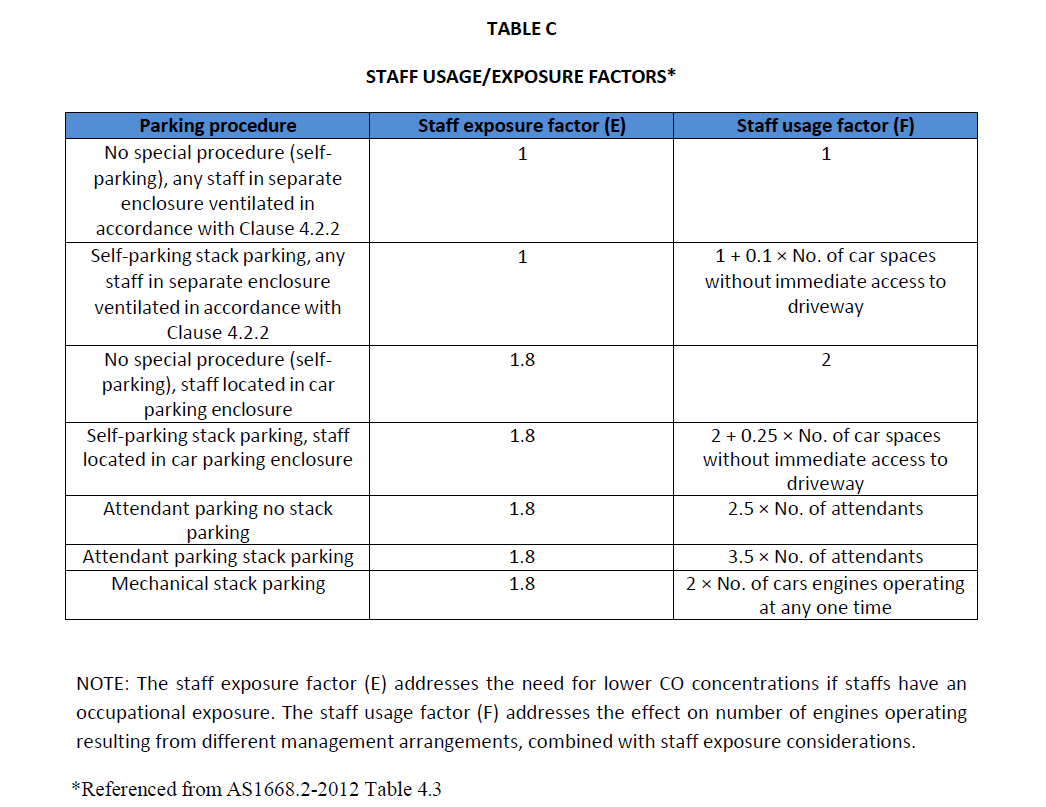 TABLE C
STAFF USAGE/EXPOSURE FACTORS*
Parking procedure
Staff exposure factor (E)
Staff usage factor (F)
No special procedure (self-
parking), any staff in separate
enclosure ventilated in
accordance with Clause 4.2.2
1
1
Self-parking stack parking, any
staff in separate enclosure
ventilated in accordance with
Clause 4.2.2
1
1 + 0.1 × No. of car spaces
without immediate access to
driveway
No special procedure (self-
parking), staff located in car
parking enclosure
1.8
2
Self-parking stack parking, staff
located in car parking enclosure
1.8
2 + 0.25 × No. of car spaces
without immediate access to
driveway
Attendant parking no stack
parking
1.8
2.5 × No. of attendants
Attendant parking stack parking
1.8
3.5 × No. of attendants
Mechanical stack parking
1.8
2 × No. of cars engines operating
at any one time
NOTE: The staff exposure factor (E) addresses the need for lower CO concentrations if staffs have an
occupational exposure. The staff usage factor (F) addresses the effect on number of engines operating
resulting from different management arrangements, combined with staff exposure considerations.
*Referenced from AS1668.2-2012 Table 4.3